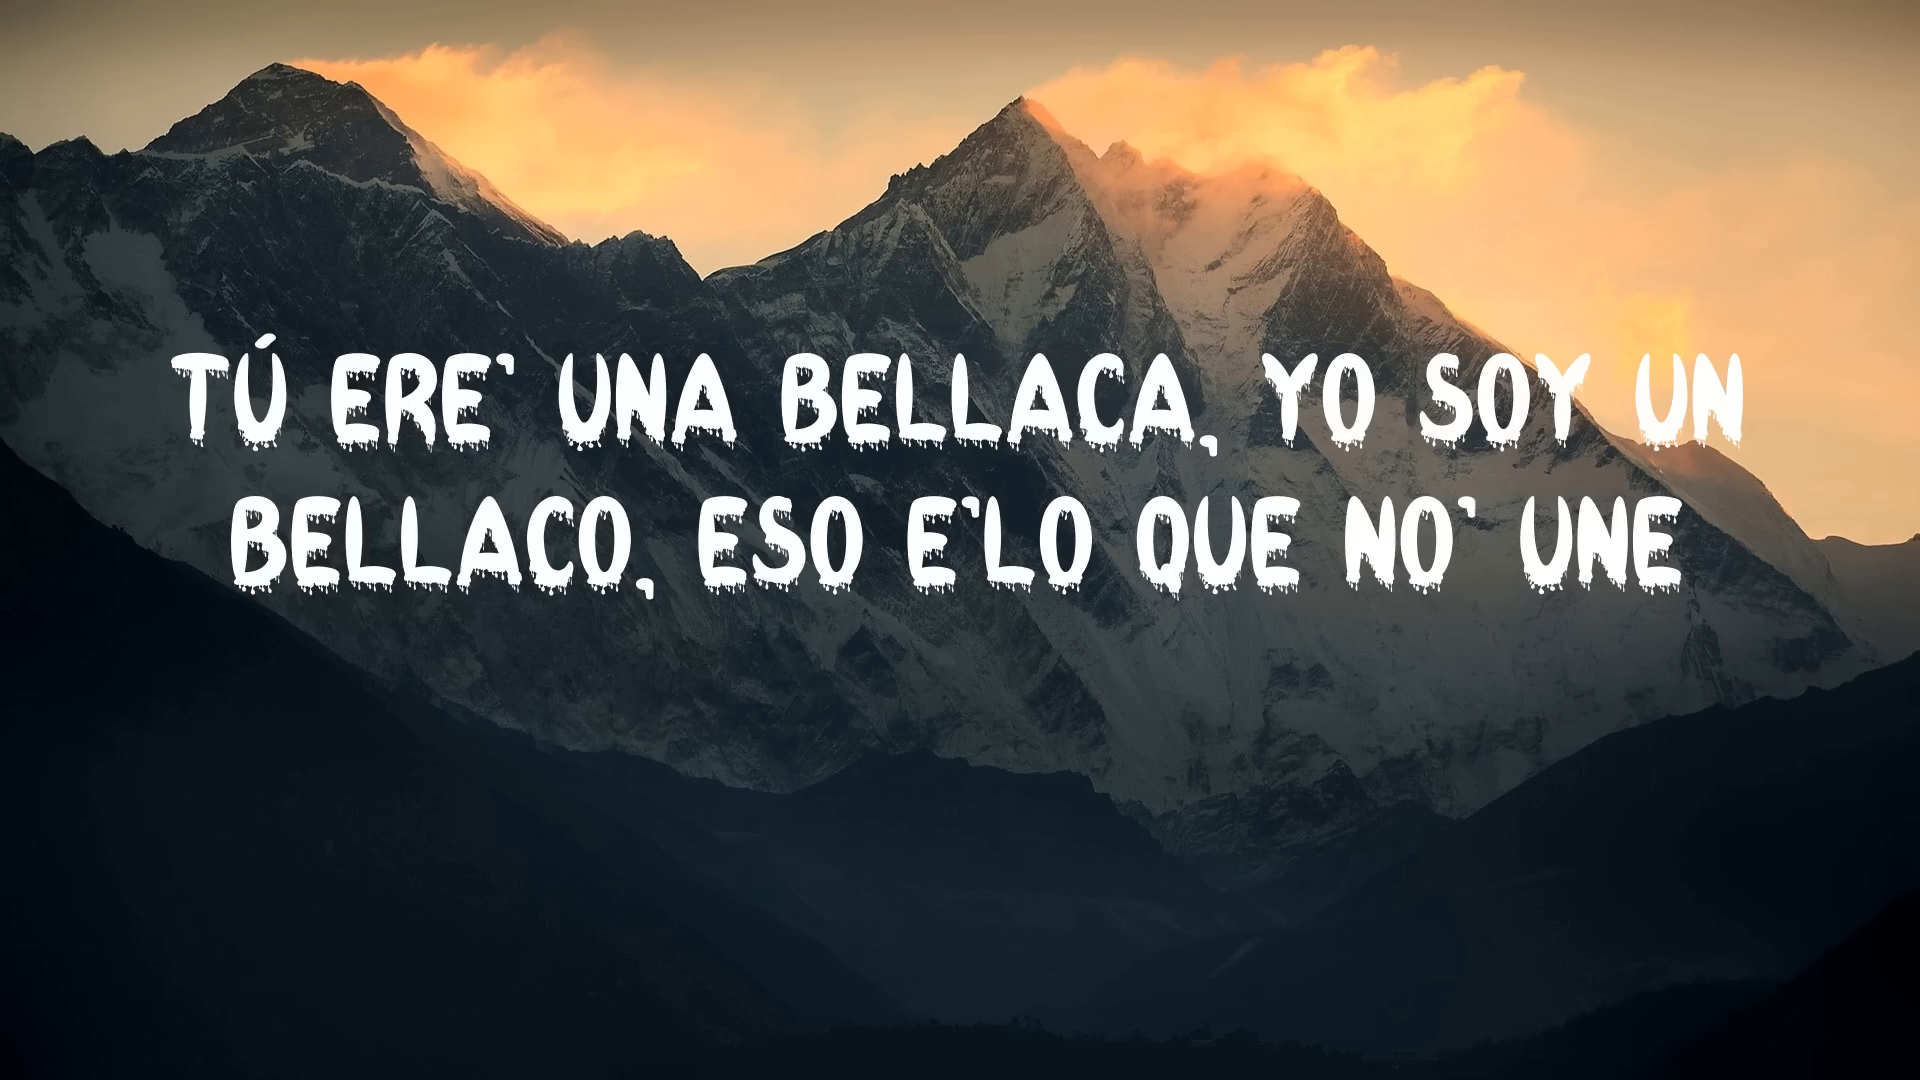 TÚ ERE' UNA BELLACA, YO SOY UN
BELLACO, ESO E'LO QUE NO' UNE